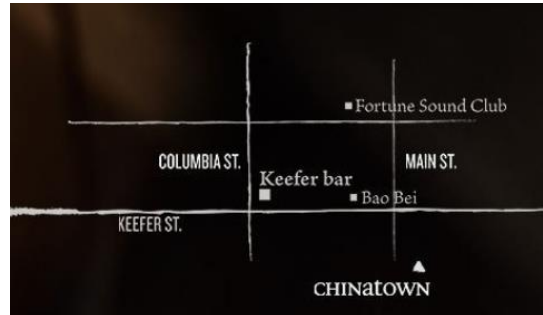 Fortune Sound Club
COLUMBIA ST.
MAIN ST.
Keefer bar
Bao Bei
KEEFER ST.
CHINatOWN